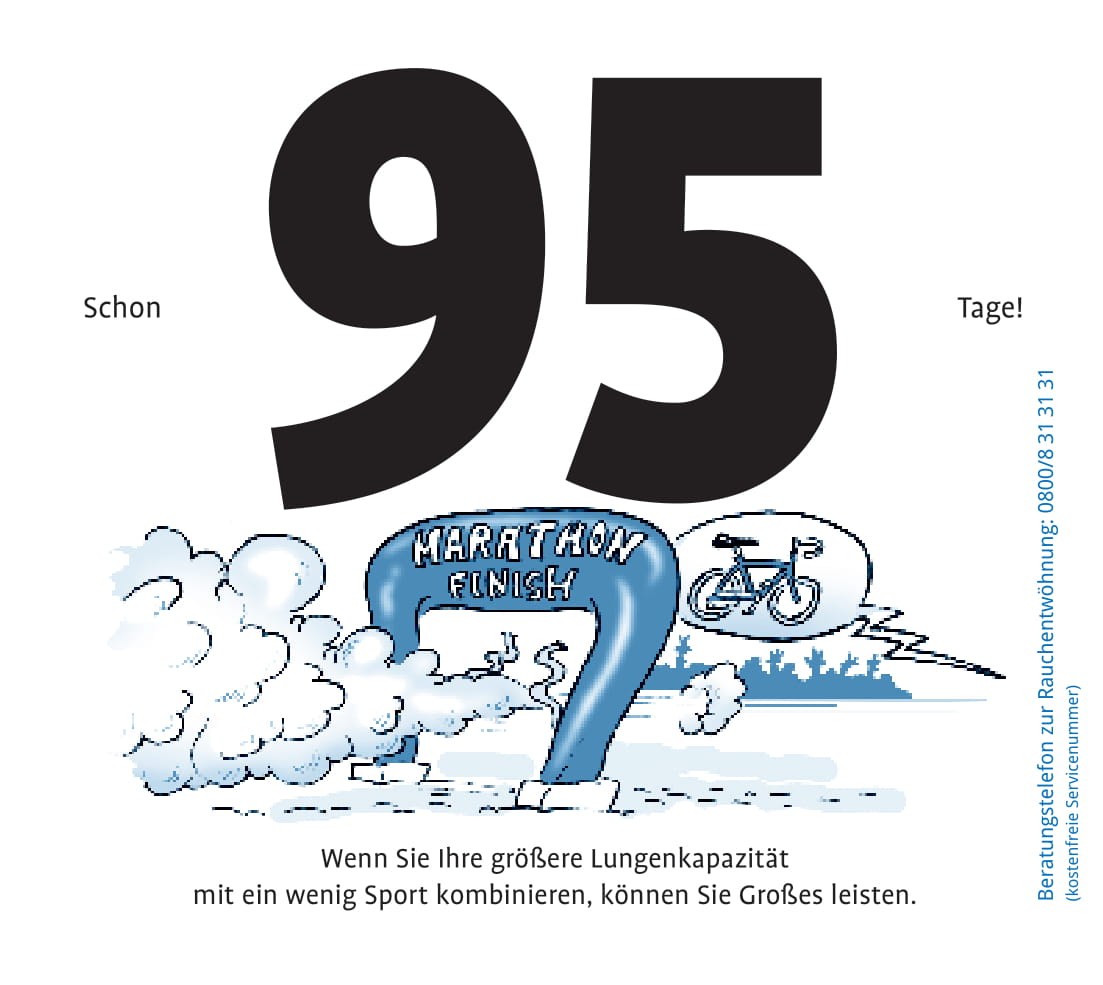 95
Schon
Tage!
MARATHON
FINISH
Wenn Sie Ihre größere Lungenkapazität
mit ein wenig Sport kombinieren, können Sie Großes leisten.
Beratungstelefon zur Rauchentwöhnung: 0800/8 31 31 31
(kostenfreie Servicenummer)